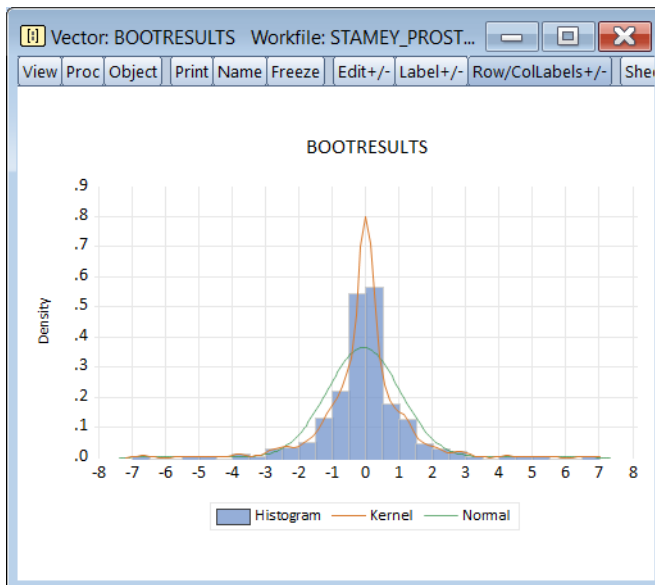 Vector: BOOTRESULTS Workfile: STAMEY_PROST...
View Proc Object Print Name Freeze Edit+/- Label+/- Row/ColLabels+/- Shee
BOOTRESULTS
.9
.8
.7
.6
.5
.4
.3
.2
.1
.0
Density
-8 -7 -6 -5 -4 -3 -2 -1 0 1 2 3 4 5 6 7 8
Histogram Kernel Normal